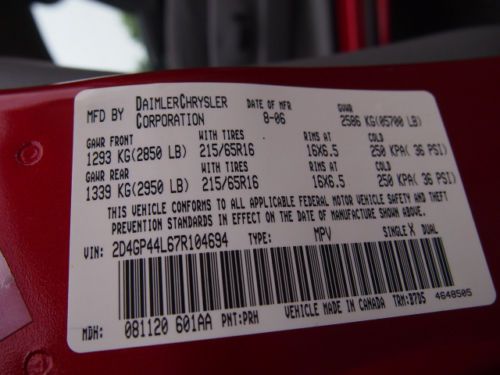 MFD BY DAIMLERCHRYSLER CORPORATION DATE OF MFR 8-06 GVWR 2586 KG(05700 LB)
GAWR FRONT WITH TIRES RIMS AT COLD
1293 KG(2850 LB) 215/65R16 16X6.5 250 KPA( 36 PSI)
GAWR REAR WITH TIRES RIMS AT COLD
1339 KG(2950 LB) 215/65R16 16X6.5 250 KPA( 36 PSI)
THIS VEHICLE CONFORMS TO ALL APPLICABLE FEDERAL MOTOR VEHICLE SAFETY AND THEFT
PREVENTION STANDARDS IN EFFECT ON THE DATE OF MANUFACTURE SHOWN ABOVE.
VIN: 2D4GP44L67R104694 TYPE: MPV SINGLE X DUAL
MDH: 081120 601AA PNT:PRH VEHICLE MADE IN CANADA TRM:B7DS 4648505